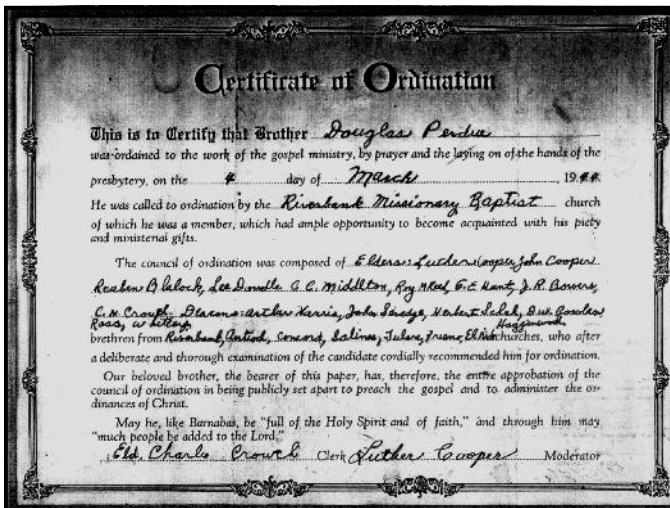 Certificate of Ordination
This is to Certify that Brother Douglas Perdue
was ordained to the work of the gospel ministry, by prayer and the laying on of the hands of the
presbytery, on the 4 day of March, 1944.
He was called to ordination by the Riverbank Missionary Baptist church
of which he was a member, which had ample opportunity to become acquainted with his piety
and ministerial gifts.
The council of ordination was composed of Elders: Luther Cooper, John Cooper
Reuben Blalock, Lee G. C. Middleton, Roy G. E. J. R. Bowers,
C. N. Crouch. Deacons: Arthur Harris, John Herbert
Ross,
brethren from Riverbank, Antioch, Concord, Salinas, Tulare, Fresno, churches, who after
a deliberate and thorough examination of the candidate cordially recommended him for ordination.
Our beloved brother, the bearer of this paper, has, therefore, the entire approbation of the
council of ordination in being publicly set apart to preach the gospel and to administer the or-
dinances of Christ.
May he, like Barnabas, be "full of the Holy Spirit and of faith," and through him may
"much people be added to the Lord."
Eld. Clerk Luther Cooper Moderator